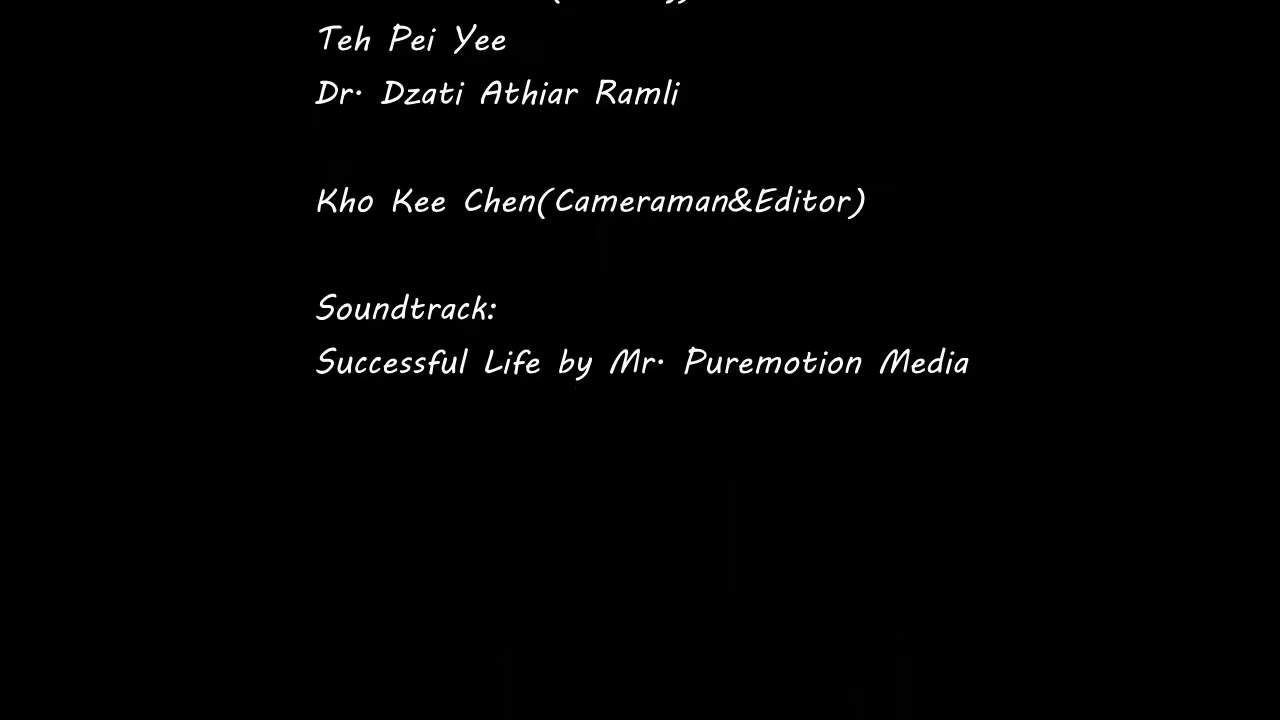 Teh Pei Yee
Dr. Dzati Athiar Ramli
Kho Kee Chen(Cameraman&Editor)
Soundtrack:
Successful Life by Mr. Puremotion Media